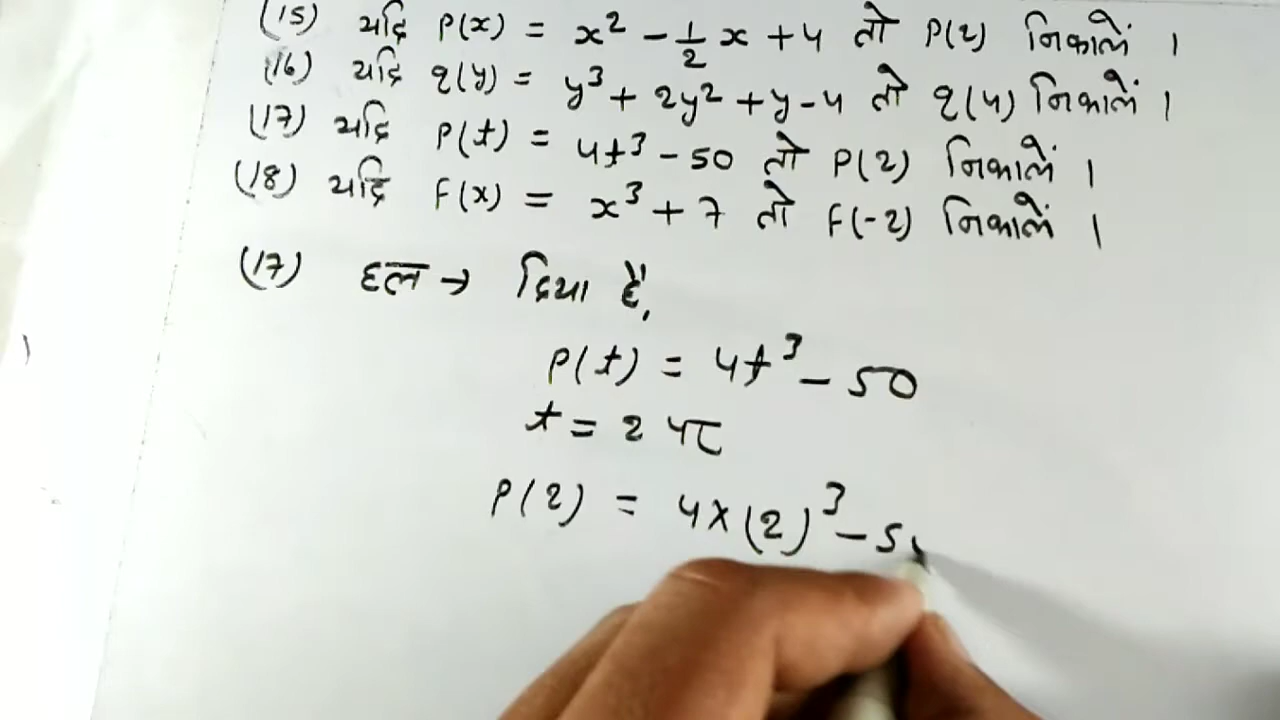 (15) यदि P(x) = x² - 1/2 x + 4 तो P(2) निकालें ।
(16) यदि q(y) = y³ + 2y² + y - 4 तो q(4) निकालें ।
(17) यदि P(t) = 4t³ - 50 तो P(2) निकालें ।
(18) यदि F(x) = x³ + 7 तो F(-2) निकालें ।
(17) हल → दिया है,
P(t) = 4t³ - 50
t = 2 पर
P(2) = 4×(2)³ - 5